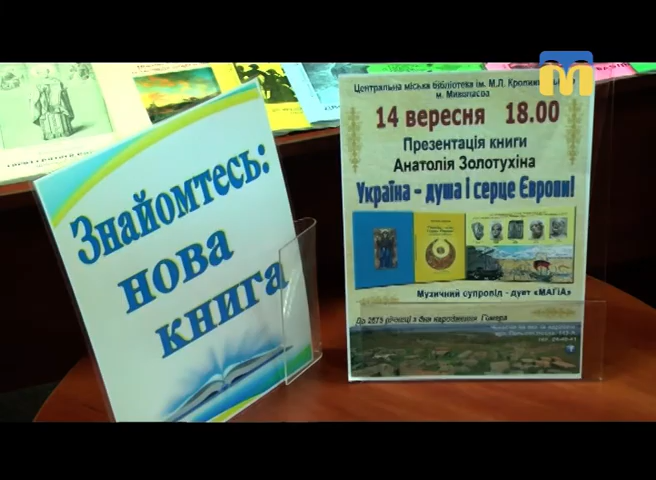 Знайомтесь:
нова
книга
Центральна міська бібліотека ім. М.Л. Кропивницького
м. Миколаєва
14 вересня 18.00
Презентація книги
Анатолія Золотухіна
Україна - душа і серце Європи!
Музичний супровід - дует «МАГІЯ»
До 2675 річниці з дня народження Гомера
М